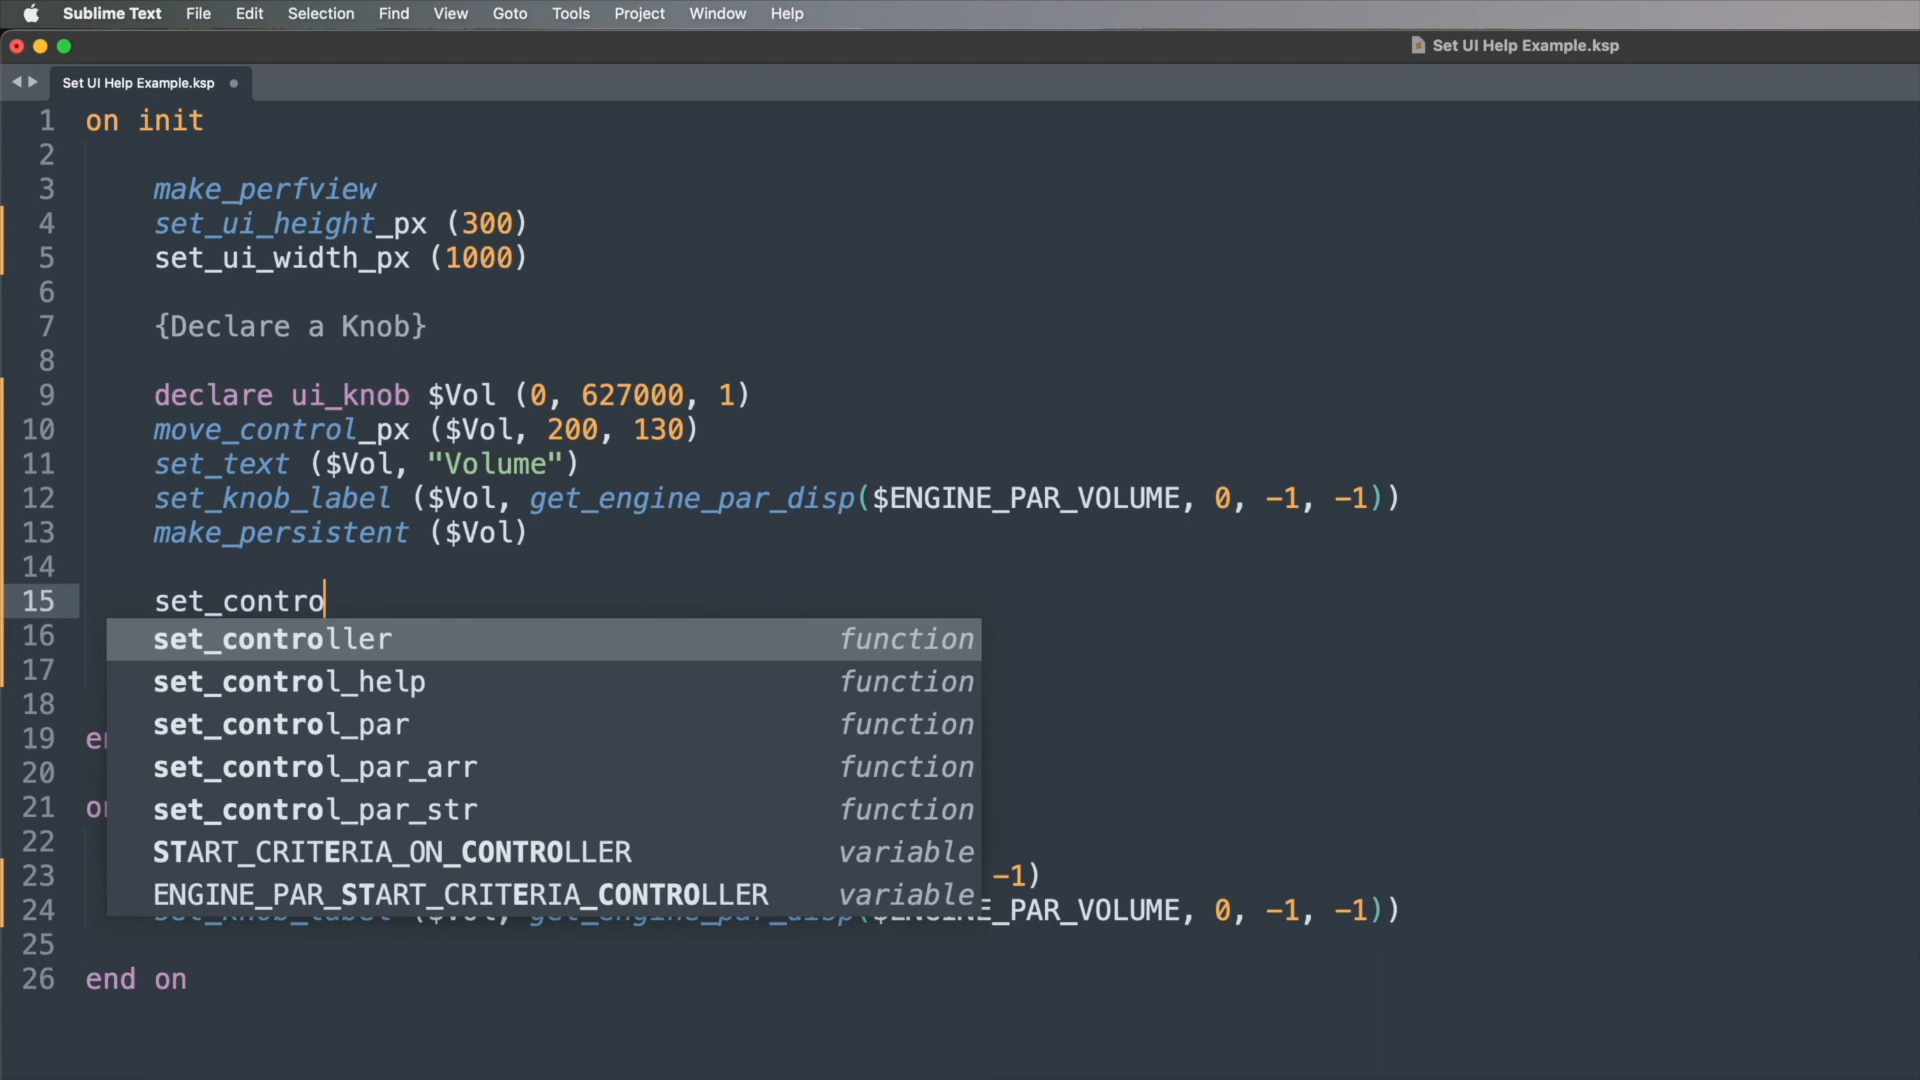 Sublime Text File Edit Selection Find View Goto Tools Project Window Help
Set UI Help Example.ksp
Set UI Help Example.ksp
1 on init
2
3 make_perfview
4 set_ui_height_px (300)
5 set_ui_width_px (1000)
6
7 {Declare a Knob}
8
9 declare ui_knob $Vol (0, 627000, 1)
10 move_control_px ($Vol, 200, 130)
11 set_text ($Vol, "Volume")
12 set_knob_label ($Vol, get_engine_par_disp($ENGINE_PAR_VOLUME, 0, -1, -1))
13 make_persistent ($Vol)
14
15 set_contro
16 set_controller function
17 set_control_help function
18 set_control_par function
19 set_control_par_arr function
20
21 set_control_par_str function
22 START_CRITERIA_ON_CONTROLLER variable
23 ENGINE_PAR_START_CRITERIA_CONTROLLER variable -1)
24 _PAR_VOLUME, 0, -1, -1))
25
26 end on